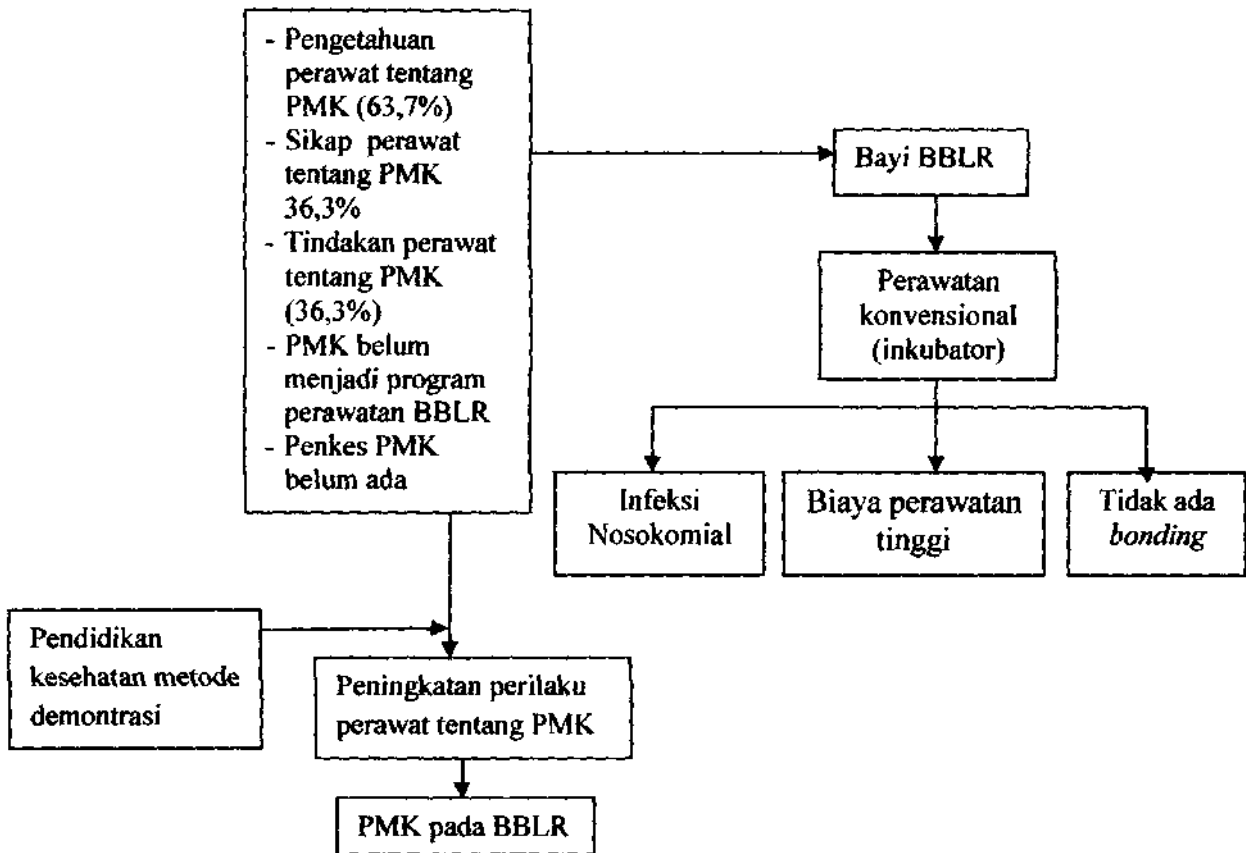 - Pengetahuan
perawat tentang
PMK (63,7%)
- Sikap perawat
tentang PMK
36,3%
- Tindakan perawat
tentang PMK
(36,3%)
- PMK belum
menjadi program
perawatan BBLR
- Penkes PMK
belum ada
Bayi BBLR
Perawatan
konvensional
(inkubator)
Infeksi
Nosokomial
Biaya perawatan
tinggi
Tidak ada
bonding
Pendidikan
kesehatan metode
demontrasi
Peningkatan perilaku
perawat tentang PMK
PMK pada BBLR